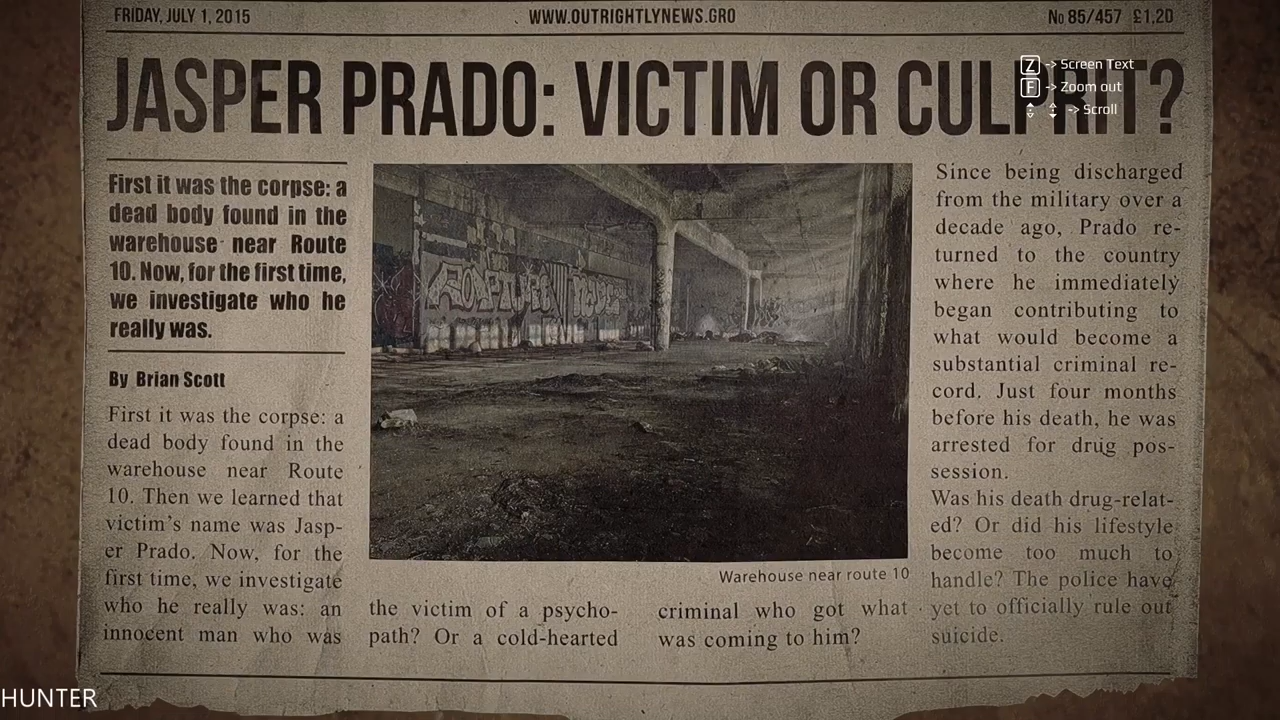 FRIDAY, JULY 1, 2015
WWW.OUTRIGHTLYNEWS.GRO
No 85/457 £1,20
JASPER PRADO: VICTIM OR CULPRIT?
Z -> Screen Text
F -> Zoom out
-> Scroll
First it was the corpse: a
dead body found in the
warehouse near Route
10. Now, for the first time,
we investigate who he
really was.
By Brian Scott
First it was the corpse: a
dead body found in the
warehouse near Route
10. Then we learned that
victim's name was Jasp-
er Prado. Now, for the
first time, we investigate
who he really was: an
innocent man who was
the victim of a psycho-
path? Or a cold-hearted
criminal who got what
was coming to him?
Warehouse near route 10
Since being discharged
from the military over a
decade ago, Prado re-
turned to the country
where he immediately
began contributing to
what would become a
substantial criminal re-
cord. Just four months
before his death, he was
arrested for drug pos-
session.
Was his death drug-relat-
ed? Or did his lifestyle
become too much to
handle? The police have
yet to officially rule out
suicide.
HUNTER